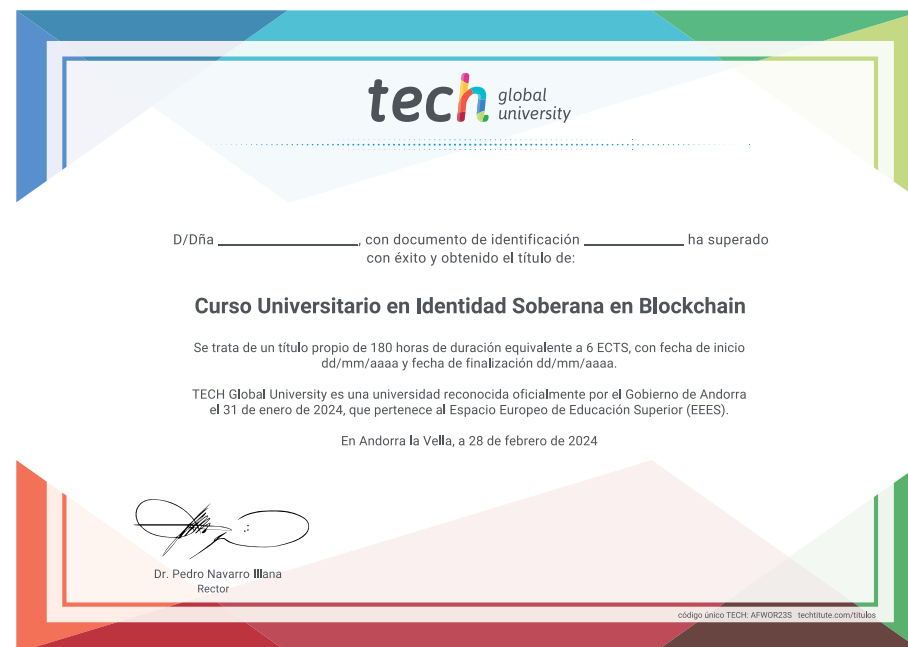 tech global university
D/Dña ____________, con documento de identificación ____________ ha superado
con éxito y obtenido el título de:
Curso Universitario en Identidad Soberana en Blockchain
Se trata de un título propio de 180 horas de duración equivalente a 6 ECTS, con fecha de inicio
dd/mm/aaaa y fecha de finalización dd/mm/aaaa.
TECH Global University es una universidad reconocida oficialmente por el Gobierno de Andorra
el 31 de enero de 2024, que pertenece al Espacio Europeo de Educación Superior (EEES).
En Andorra la Vella, a 28 de febrero de 2024
Dr. Pedro Navarro Illana
Rector
código único TECH: AFWOR23S techtitute.com/titulos